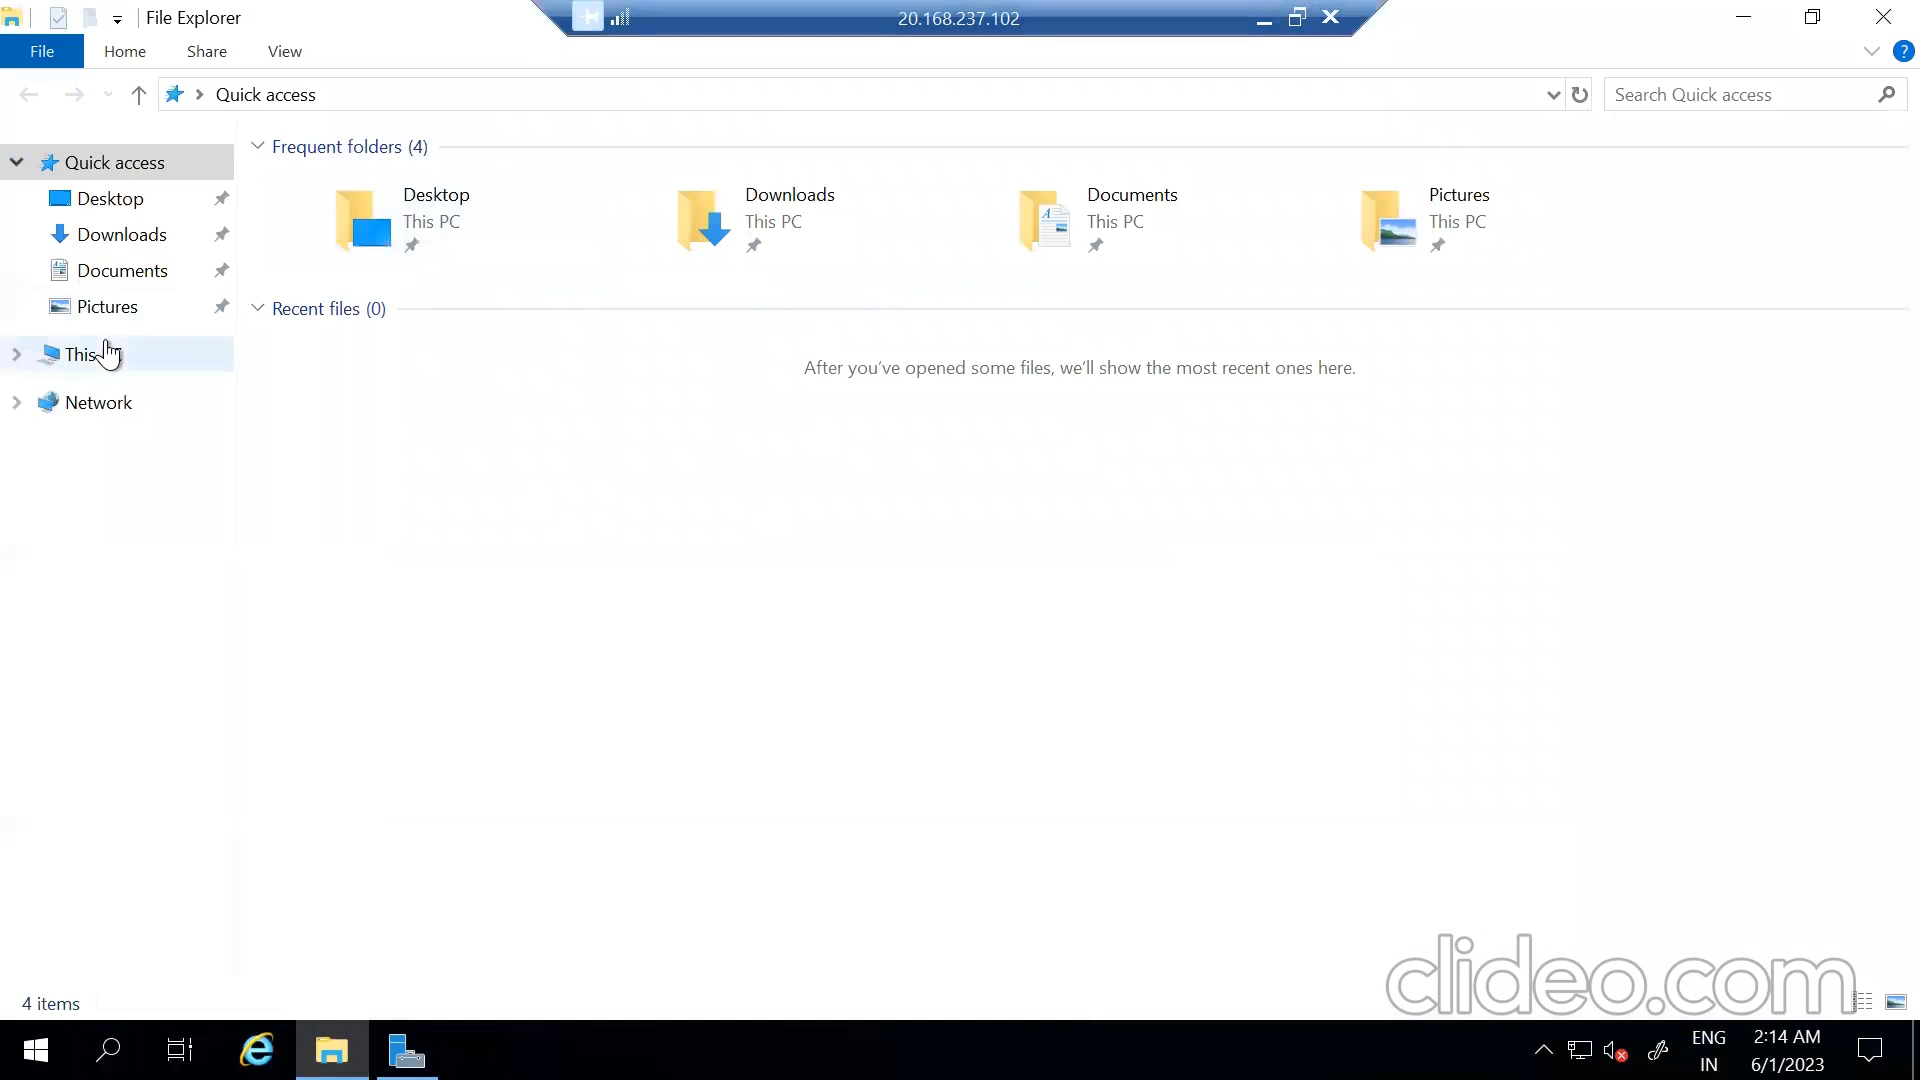 File Explorer
20.168.237.102
File
Home
Share
View
?
Quick access
Search Quick access
Quick access
Desktop
Downloads
Documents
Pictures
This
Network
Frequent folders (4)
Desktop
This PC
Downloads
This PC
Documents
This PC
Pictures
This PC
Recent files (0)
After you've opened some files, we'll show the most recent ones here.
4 items
clideo.com
ENG
IN
2:14 AM
6/1/2023